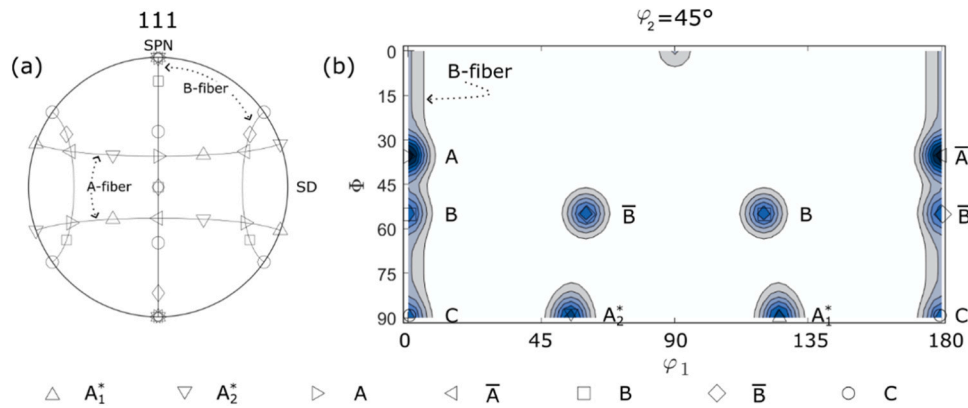 111
φ₂=45°
(a)
SPN
B-fiber
A-fiber
SD
(b)
0
15
30
45
60
75
90
Φ
B-fiber
A
A̅
B
B̅
B
B̅
C
A₂*
A₁*
C
0
45
90
135
180
φ₁
A₁*
A₂*
A
A̅
B
B̅
C